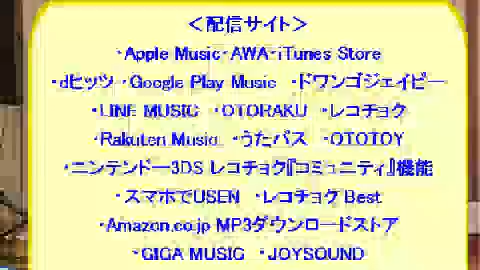 ＜配信サイト＞
・Apple Music・AWA・iTunes Store
・dヒッツ・Google Play Music ・ドワンゴジェイピー
・LINE MUSIC ・OTORAKU ・レコチョク
・Rakuten Music ・うたパス ・OTOTOY
・ニンテンドー3DS レコチョク『コミュニティ』機能
・スマホでUSEN ・レコチョク Best
・Amazon.co.jp MP3ダウンロードストア
・GIGA MUSIC ・JOYSOUND